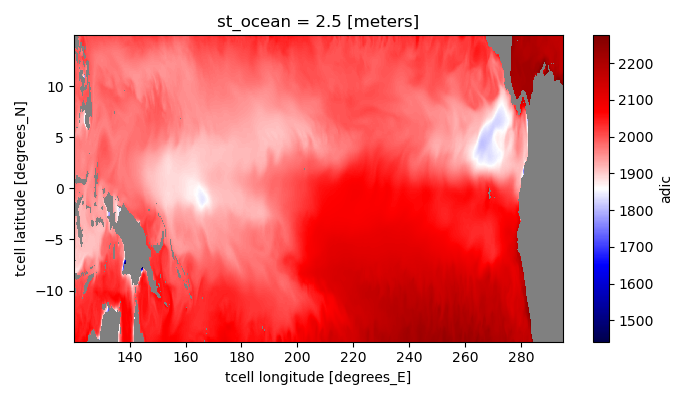 st_ocean = 2.5 [meters]
10
5
0
−5
−10
tcell latitude [degrees_N]
140 160 180 200 220 240 260 280
tcell longitude [degrees_E]
2200
2100
2000
1900
1800
1700
1600
1500
adic